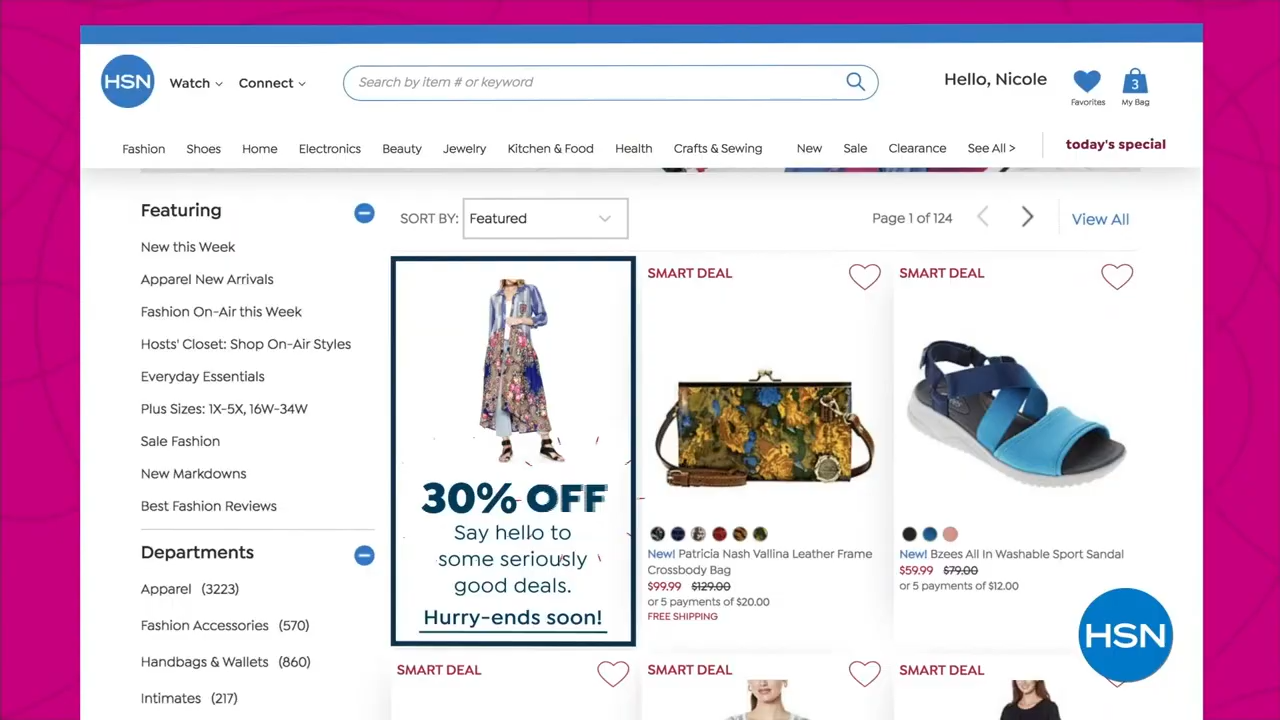 HSN
Watch
Connect
Search by item # or keyword
Hello, Nicole
Favorites
3
My Bag
Fashion
Shoes
Home
Electronics
Beauty
Jewelry
Kitchen & Food
Health
Crafts & Sewing
New
Sale
Clearance
See All >
today's special
Featuring
New this Week
Apparel New Arrivals
Fashion On-Air this Week
Hosts' Closet: Shop On-Air Styles
Everyday Essentials
Plus Sizes: 1X-5X, 16W-34W
Sale Fashion
New Markdowns
Best Fashion Reviews
Departments
Apparel (3223)
Fashion Accessories (570)
Handbags & Wallets (860)
Intimates (217)
SORT BY: Featured
Page 1 of 124
View All
30% OFF
Say hello to
some seriously
good deals.
Hurry-ends soon!
SMART DEAL
New! Patricia Nash Vallina Leather Frame
Crossbody Bag
$99.99 $129.00
or 5 payments of $20.00
FREE SHIPPING
SMART DEAL
New! Bzees All In Washable Sport Sandal
$59.99 $79.00
or 5 payments of $12.00
SMART DEAL
SMART DEAL
SMART DEAL
HSN